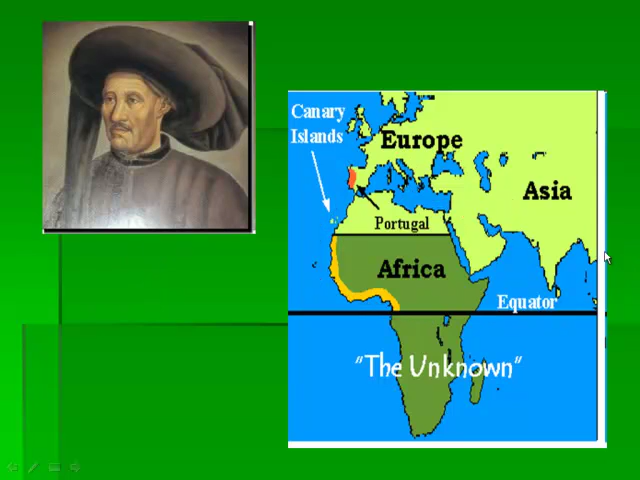 Canary
Islands
Europe
Asia
Portugal
Africa
Equator
"The Unknown"